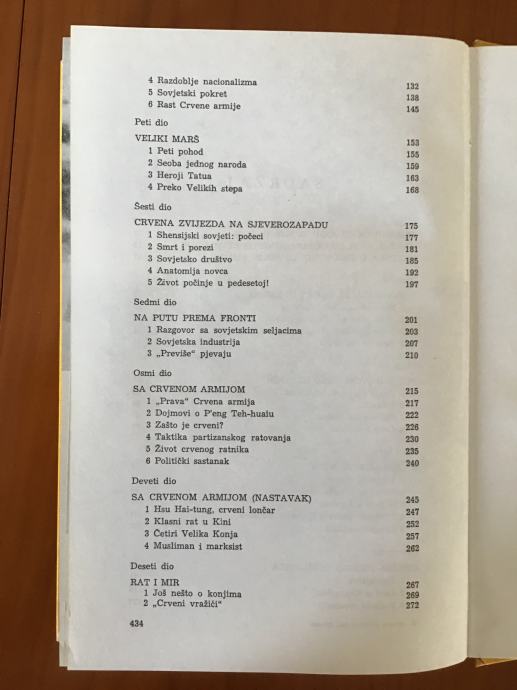 4 Razdoblje nacionalizma 132
5 Sovjetski pokret 138
6 Rast Crvene armije 145
Peti dio
VELIKI MARŠ 153
1 Peti pohod 155
2 Seoba jednog naroda 159
3 Heroji Tatua 163
4 Preko Velikih stepa 168
Šesti dio
CRVENA ZVIJEZDA NA SJEVEROZAPADU 175
1 Shensijski sovjeti: počeci 177
2 Smrt i porezi 181
3 Sovjetsko društvo 185
4 Anatomija novca 192
5 Život počinje u pedesetoj! 197
Sedmi dio
NA PUTU PREMA FRONTI 201
1 Razgovor sa sovjetskim seljacima 203
2 Sovjetska industrija 207
3 „Previše“ pjevaju 210
Osmi dio
SA CRVENOM ARMIJOM 215
1 „Prava“ Crvena armija 217
2 Dojmovi o P'eng Teh-huaiu 222
3 Zašto je crveni? 226
4 Taktika partizanskog ratovanja 230
5 Život crvenog ratnika 235
6 Politički sastanak 240
Deveti dio
SA CRVENOM ARMIJOM (NASTAVAK) 245
1 Hsu Hai-tung, crveni lončar 247
2 Klasni rat u Kini 252
3 Četiri Velika Konja 257
4 Musliman i marksist 262
Deseti dio
RAT I MIR 267
1 Još nešto o konjima 269
2 „Crveni vražiči“ 272
434